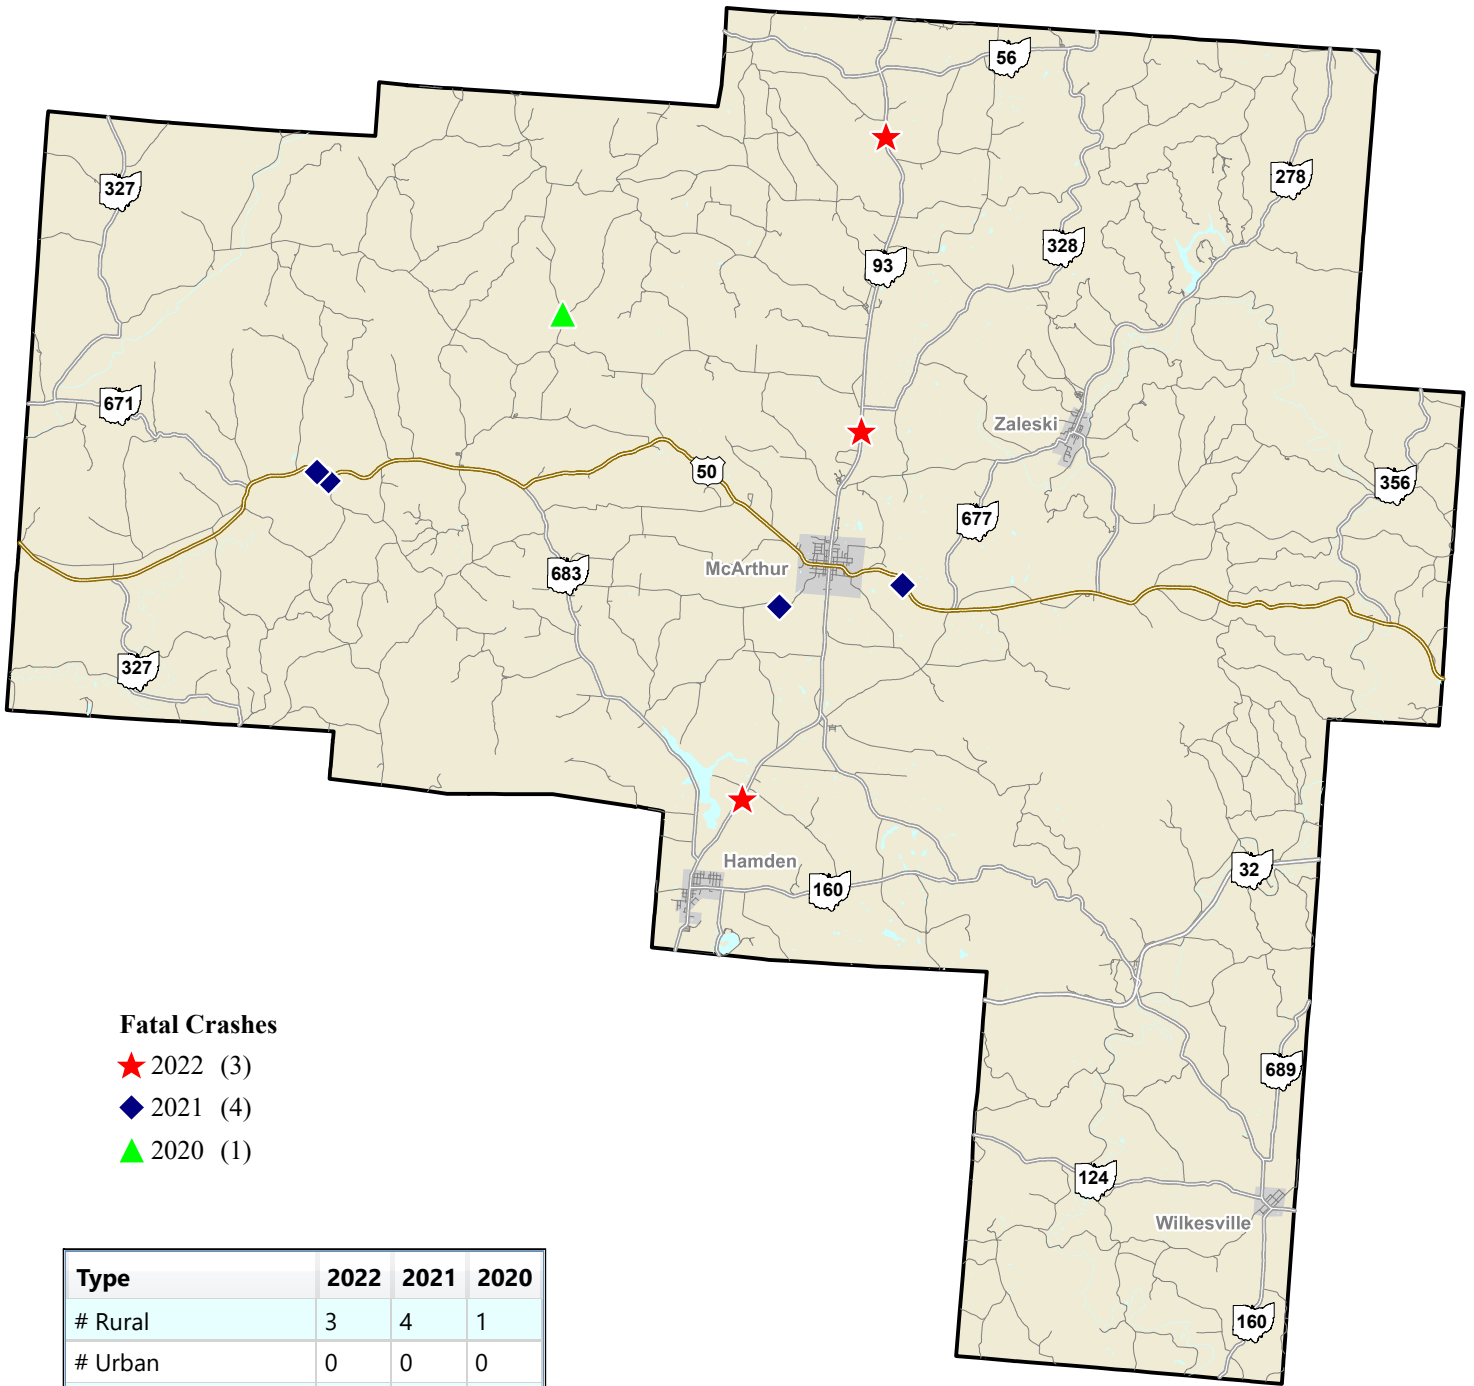 56
327
278
328
93
671
Zaleski
50
356
677
McArthur
683
327
Hamden
32
160
Fatal Crashes
2022 (3)
689
2021 (4)
2020 (1)
124
Wilkesville
Type 2022 2021 2020
# Rural 3 4 1
160
# Urban 0 0 0